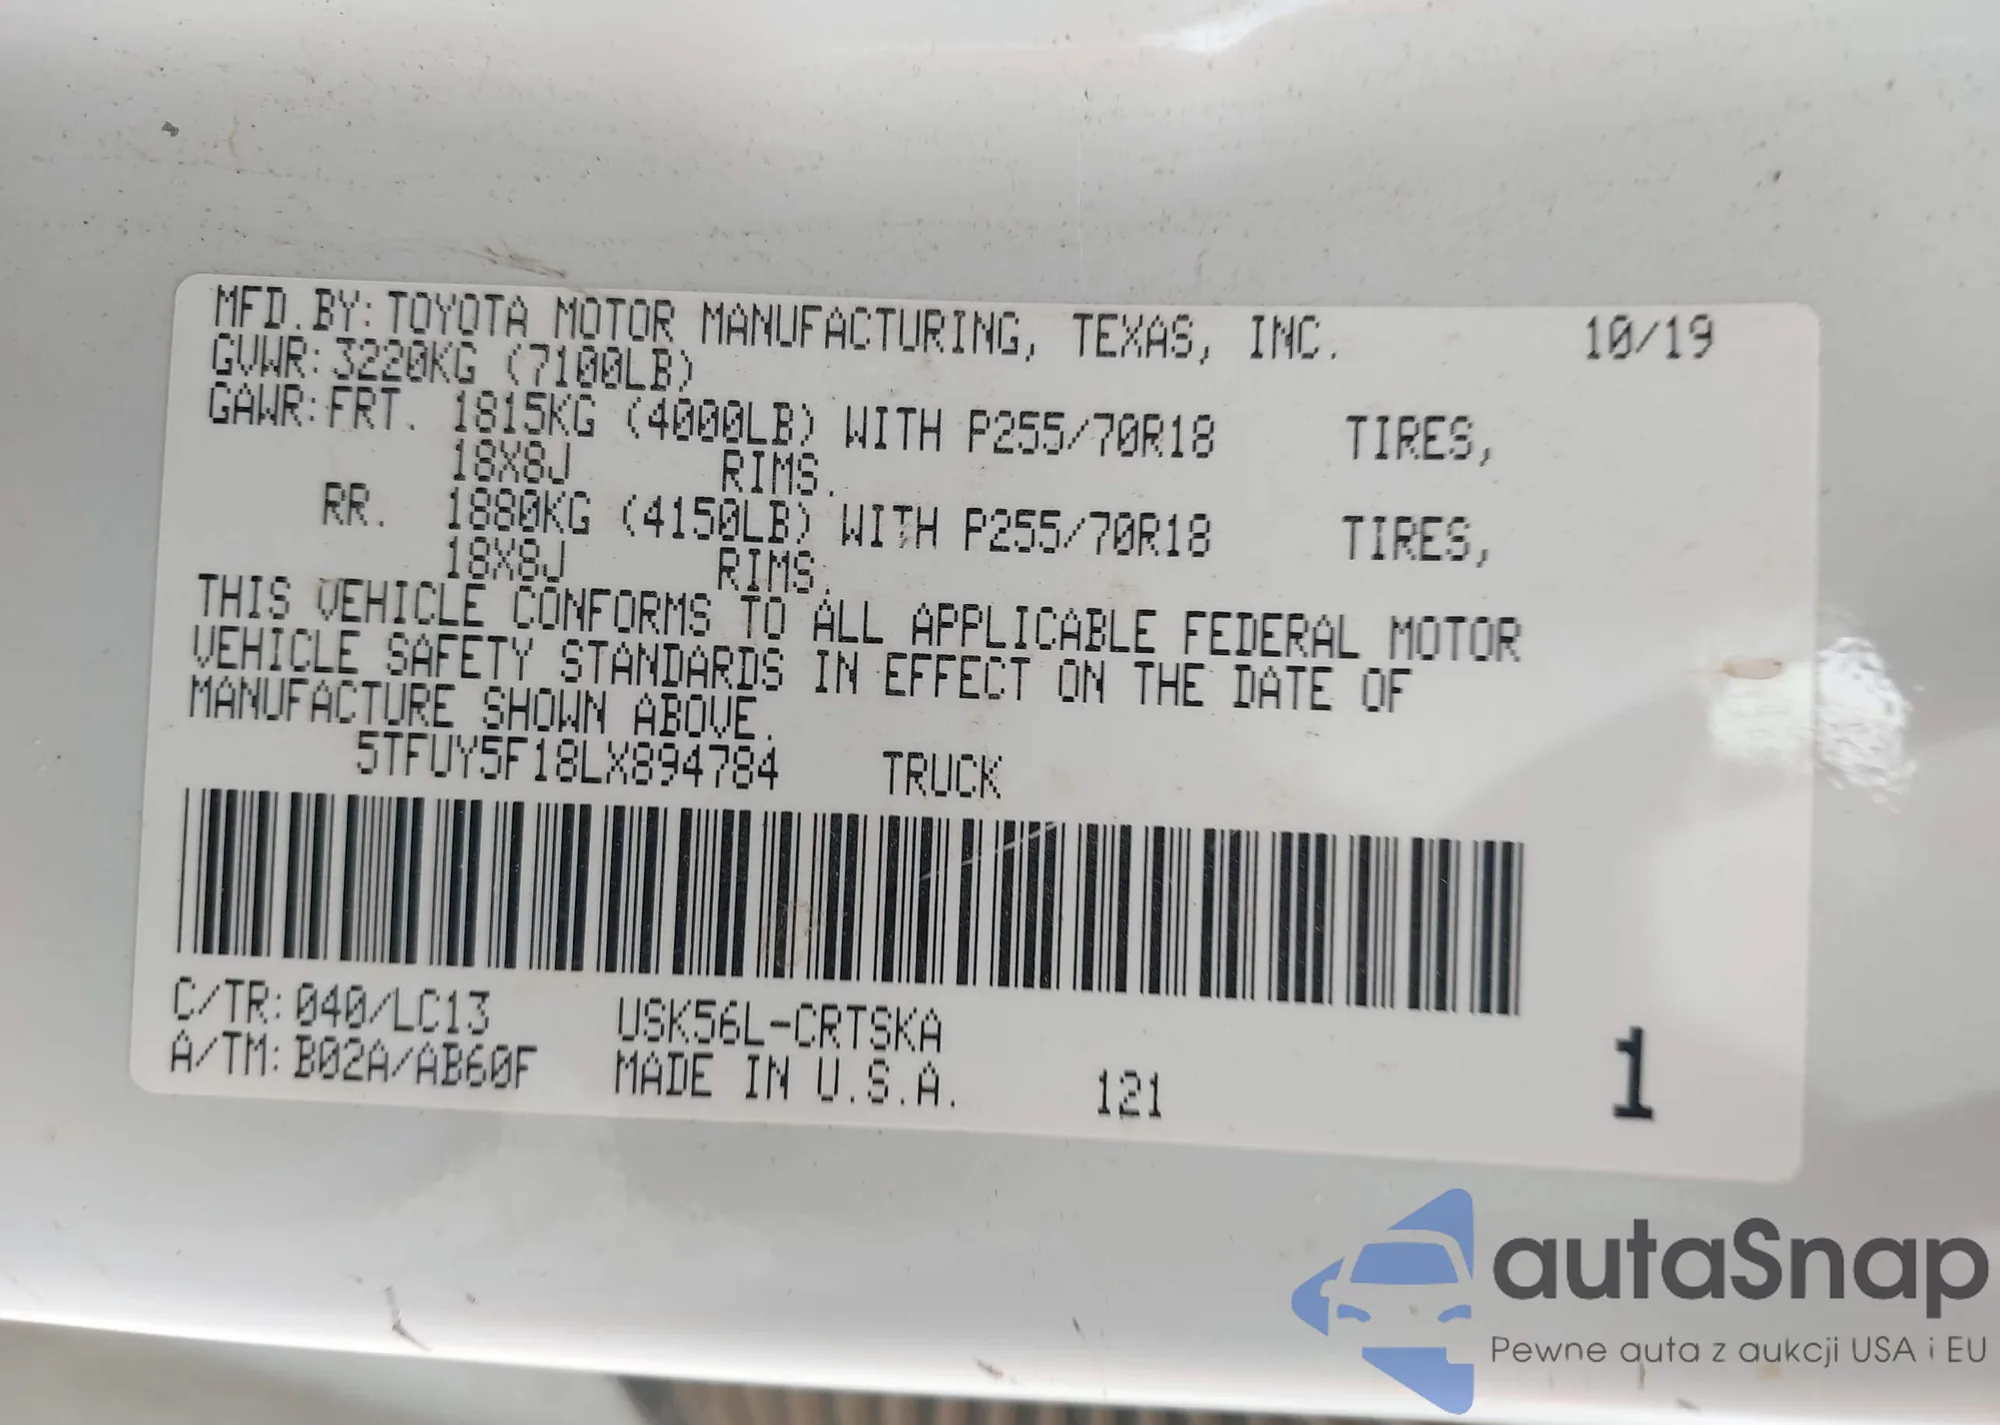 MFD.BY:TOYOTA MOTOR MANUFACTURING, TEXAS, INC. 10/19
GVWR:3220KG (7100LB)
GAWR:FRT. 1815KG (4000LB) WITH P255/70R18 TIRES,
18X8J RIMS.
RR. 1880KG (4150LB) WITH P255/70R18 TIRES,
18X8J RIMS.
THIS VEHICLE CONFORMS TO ALL APPLICABLE FEDERAL MOTOR
VEHICLE SAFETY STANDARDS IN EFFECT ON THE DATE OF
MANUFACTURE SHOWN ABOVE.
5TFUY5F18LX894784 TRUCK
C/TR:040/LC13 USK56L-CRTSKA
A/TM:B02A/AB60F MADE IN U.S.A. 121 1
autaSnap
Pewne auta z aukcji USA i EU